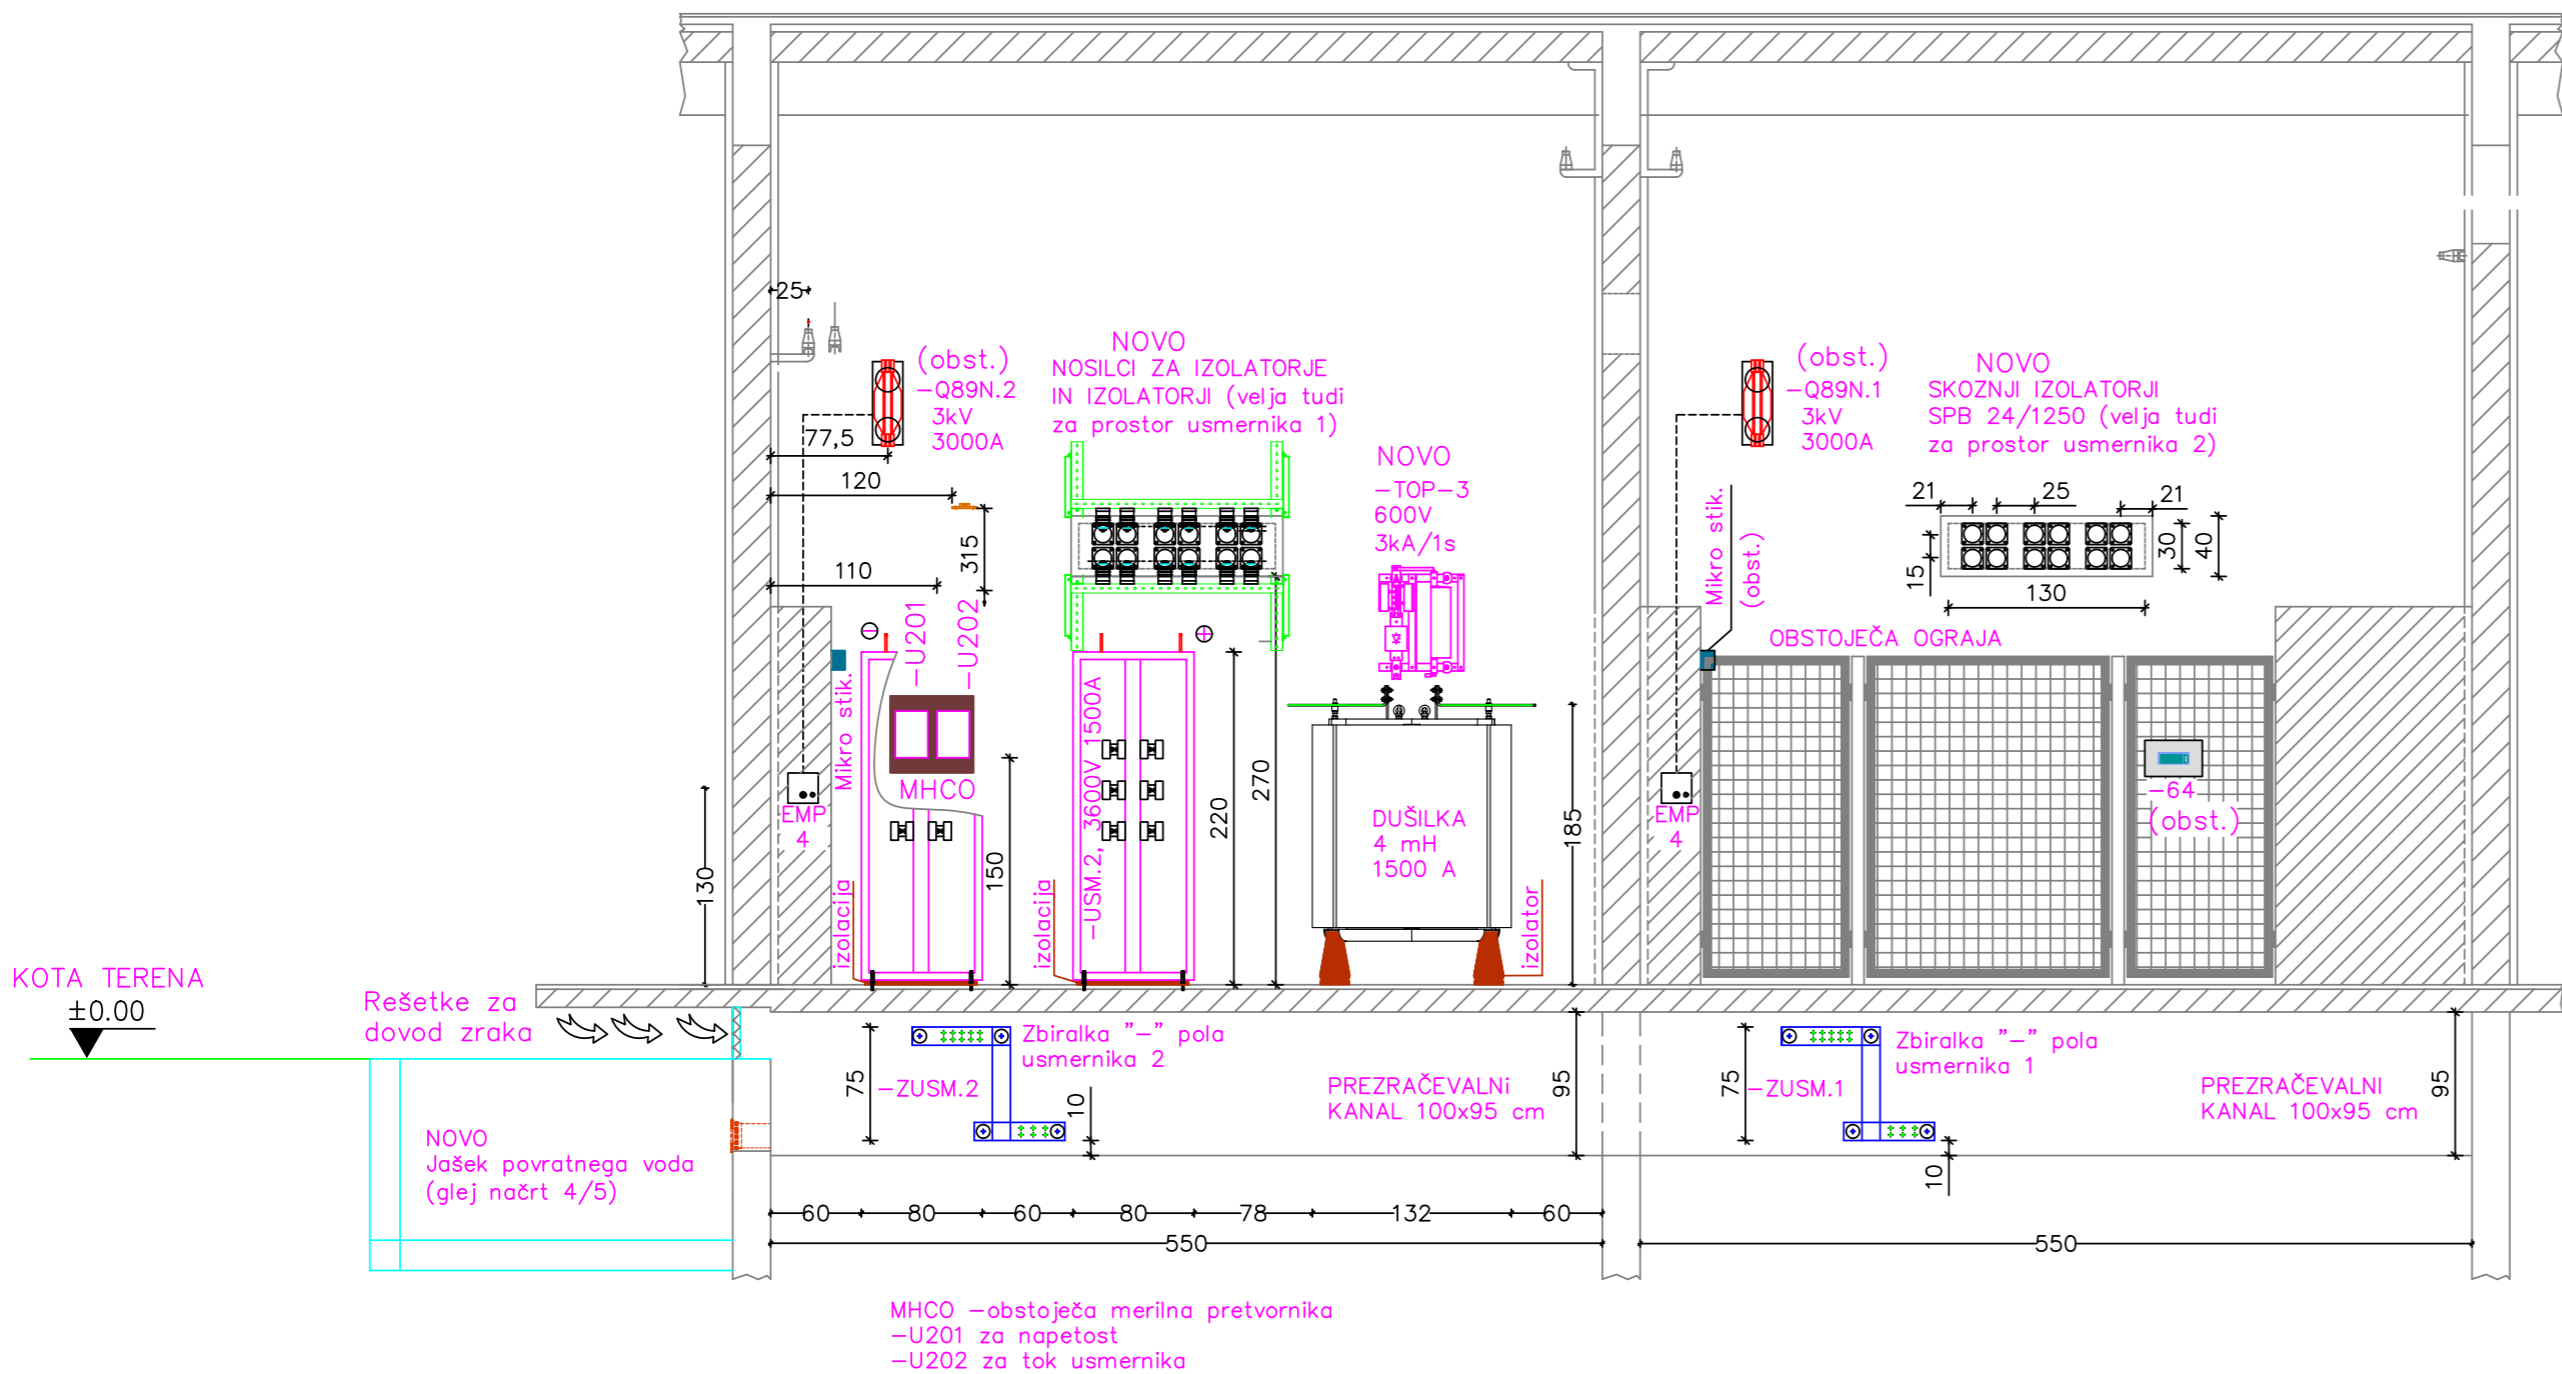 25
(obst.)
-Q89N.2
3kV
3000A
NOVO
NOSILCI ZA IZOLATORJE
IN IZOLATORJI (velja tudi
za prostor usmernika 1)
NOVO
-TOP-3
600V
3kA/1s
(obst.)
-Q89N.1
3kV
3000A
NOVO
SKOZNJI IZOLATORJI
SPB 24/1250 (velja tudi
za prostor usmernika 2)
77,5
120
315
110
21
25
21
15
30
40
130
Mikro stik.
(obst.)
OBSTOJEČA OGRAJA
-U201
-U202
Mikro stik.
MHCO
EMP
4
130
izolacija
150
izolacija
-USM.2, 3600V 1500A
220
270
DUŠILKA
4 mH
1500 A
izolator
185
EMP
4
-64
(obst.)
KOTA TERENA
±0.00
Rešetke za
dovod zraka
75
-ZUSM.2
Zbiralka "-" pola
usmernika 2
10
PREZRAČEVALNi
KANAL 100x95 cm
95
75
-ZUSM.1
Zbiralka "-" pola
usmernika 1
10
PREZRAČEVALNI
KANAL 100x95 cm
95
NOVO
Jašek povratnega voda
(glej načrt 4/5)
60 80 60 80 78 132 60
550
550
MHCO -obstoječa merilna pretvornika
-U201 za napetost
-U202 za tok usmernika